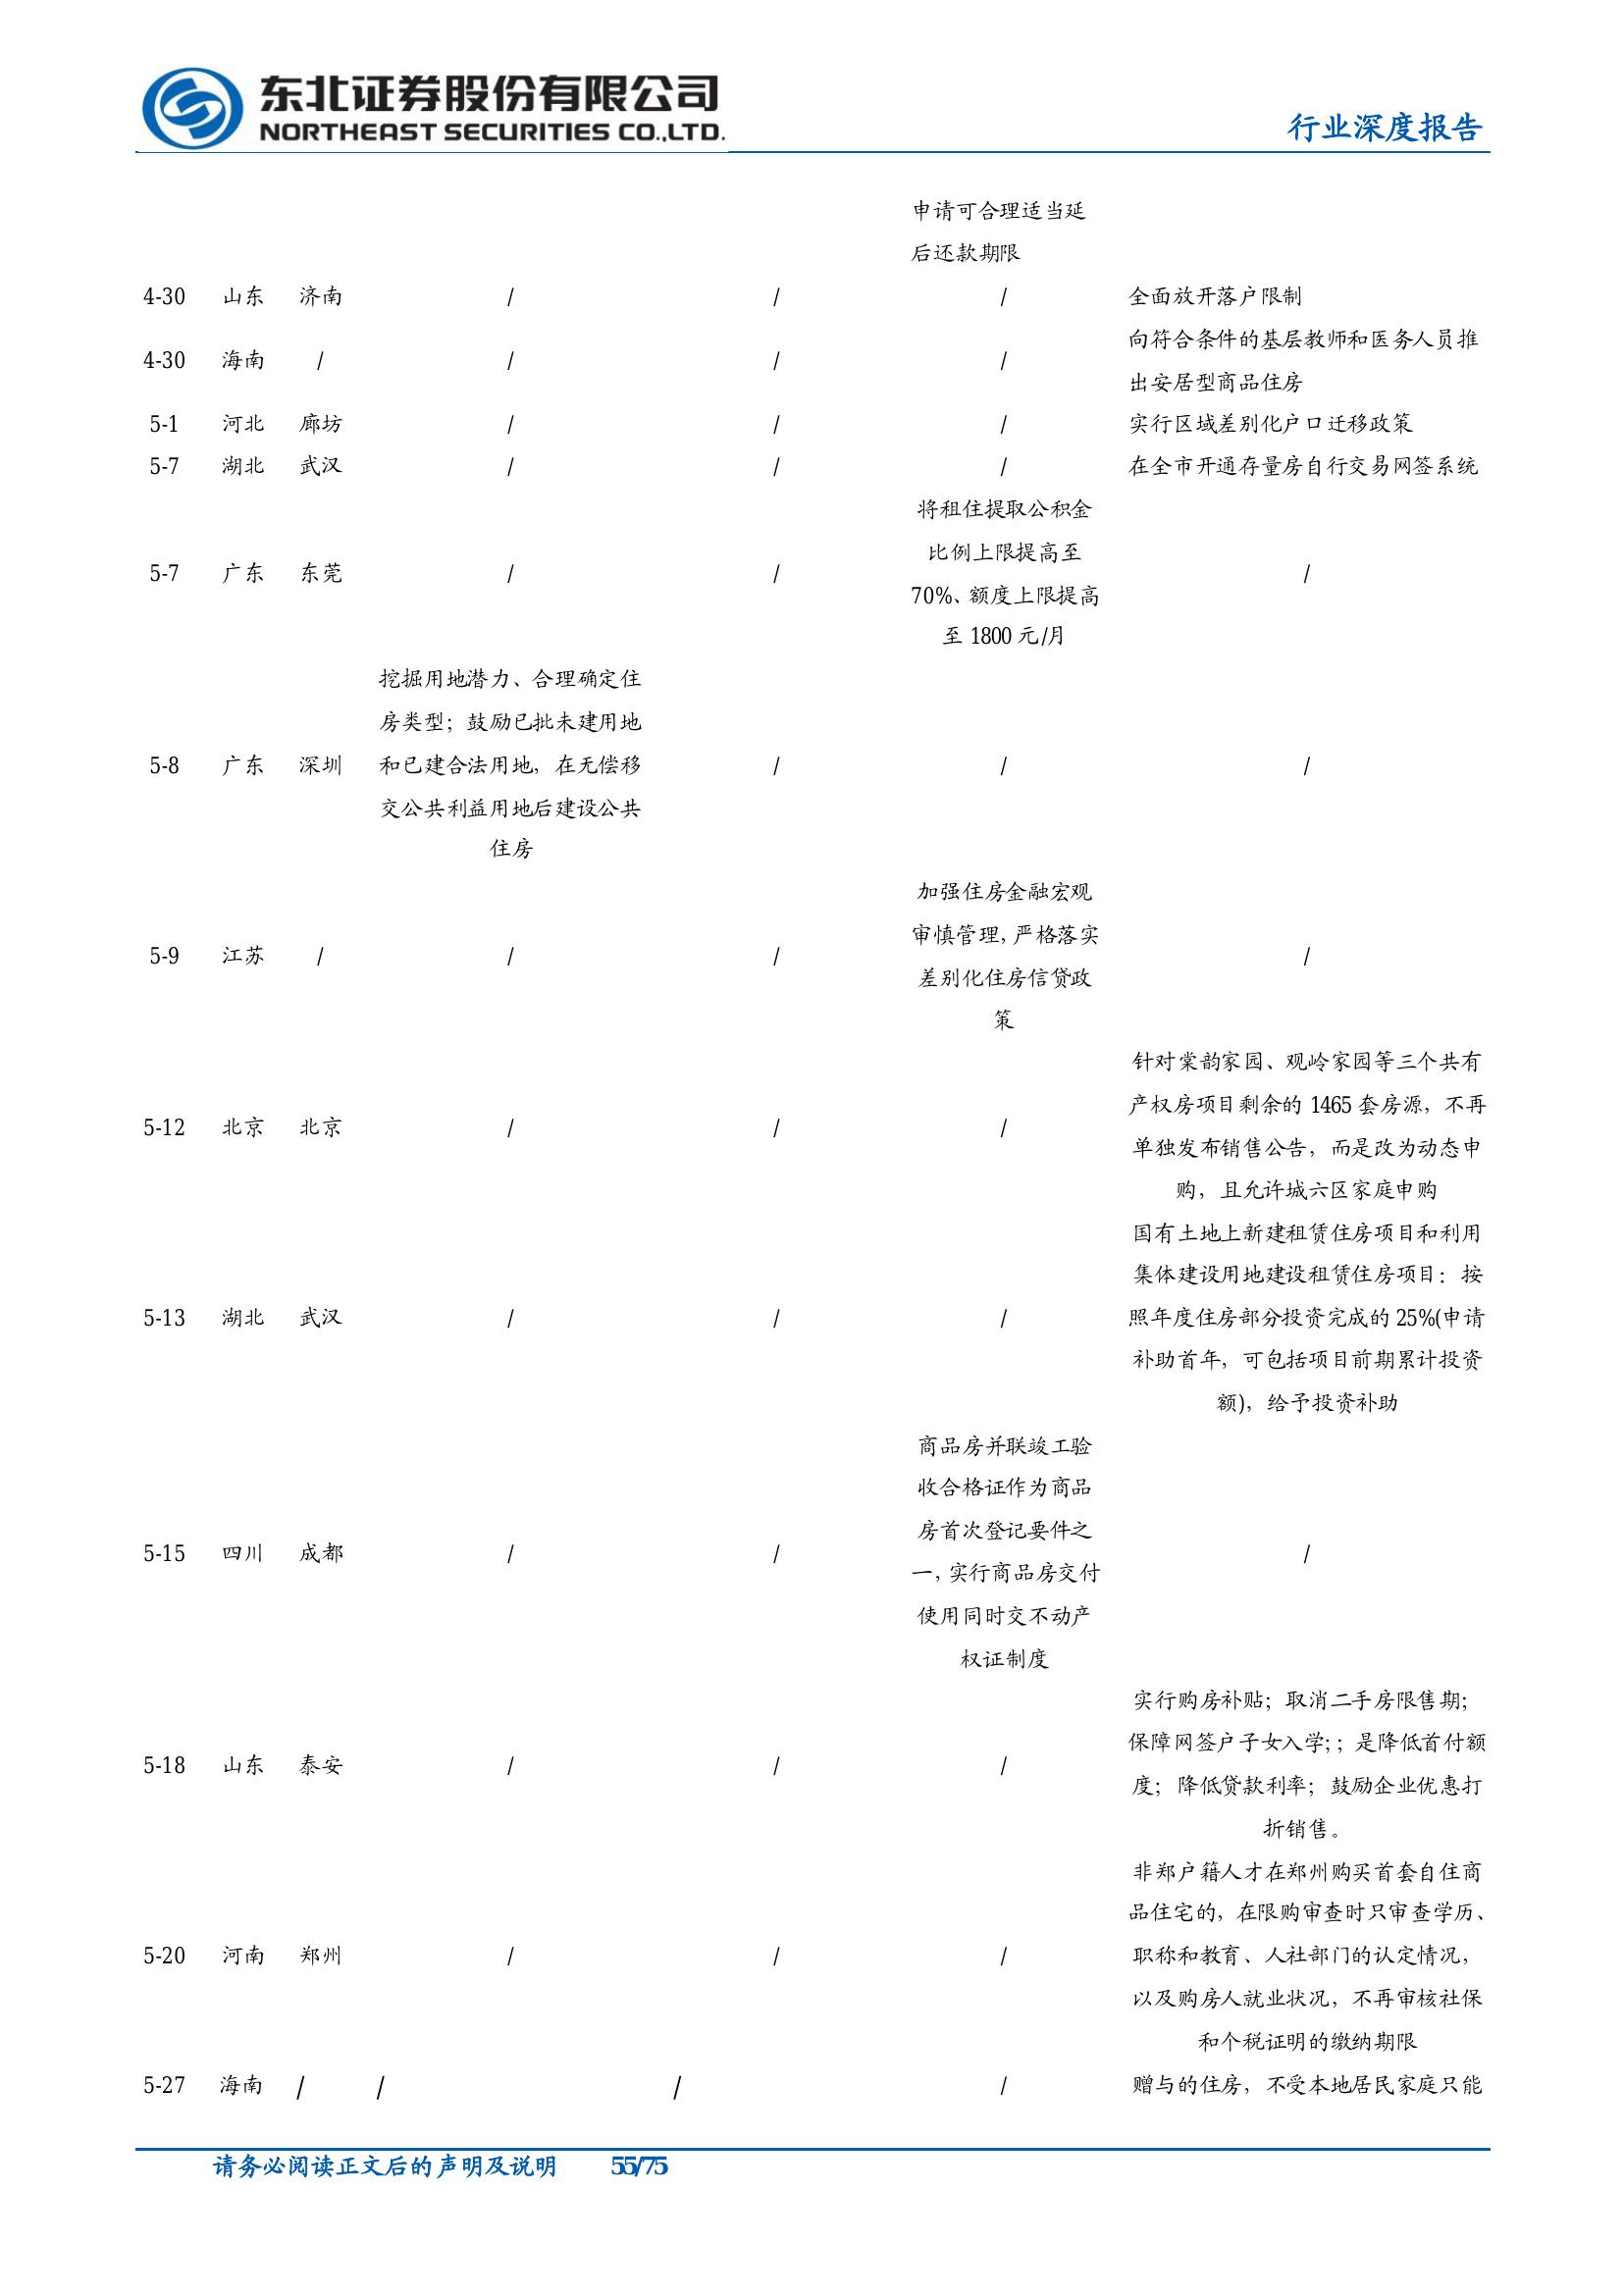 东北证券股份有限公司
NORTHEAST SECURITIES CO.,LTD.
行业深度报告
申请可合理适当延
后还款期限
4-30 山东 济南 / / / 全面放开落户限制
4-30 海南 / / / / 向符合条件的基层教师和医务人员推
出安居型商品住房
5-1 河北 廊坊 / / / 实行区域差别化户口迁移政策
5-7 湖北 武汉 / / / 在全市开通存量房自行交易网签系统
5-7 广东 东莞 / / 将租住提取公积金
比例上限提高至
70%、额度上限提高
至 1800 元/月
/
5-8 广东 深圳 挖掘用地潜力、合理确定住
房类型；鼓励已批未建用地
和已建合法用地，在无偿移
交公共利益用地后建设公共
住房
/ / /
5-9 江苏 / / / 加强住房金融宏观
审慎管理，严格落实
差别化住房信贷政
策
/
5-12 北京 北京 / / / 针对棠韵家园、观岭家园等三个共有
产权房项目剩余的 1465 套房源，不再
单独发布销售公告，而是改为动态申
购，且允许城六区家庭申购
5-13 湖北 武汉 / / / 国有土地上新建租赁住房项目和利用
集体建设用地建设租赁住房项目：按
照年度住房部分投资完成的 25%(申请
补助首年，可包括项目前期累计投资
额)，给予投资补助
5-15 四川 成都 / / 商品房并联竣工验
收合格证作为商品
房首次登记要件之
一，实行商品房交付
使用同时交不动产
权证制度
/
5-18 山东 泰安 / / / 实行购房补贴；取消二手房限售期；
保障网签户子女入学；；是降低首付额
度；降低贷款利率；鼓励企业优惠打
折销售。
5-20 河南 郑州 / / / 非郑户籍人才在郑州购买首套自住商
品住宅的，在限购审查时只审查学历、
职称和教育、人社部门的认定情况，
以及购房人就业状况，不再审核社保
和个税证明的缴纳期限
5-27 海南 / / / / 赠与的住房，不受本地居民家庭只能
请务必阅读正文后的声明及说明 55/75